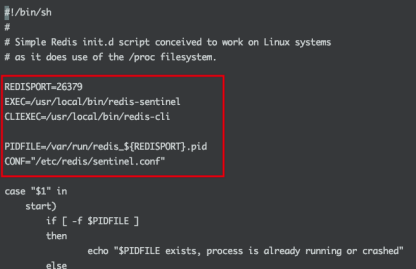 #!/bin/sh
#
# Simple Redis init.d script conceived to work on Linux systems
# as it does use of the /proc filesystem.
REDISPORT=26379
EXEC=/usr/local/bin/redis-sentinel
CLIEXEC=/usr/local/bin/redis-cli
PIDFILE=/var/run/redis_${REDISPORT}.pid
CONF="/etc/redis/sentinel.conf"
case "$1" in
    start)
        if [ -f $PIDFILE ]
        then
                echo "$PIDFILE exists, process is already running or crashed"
        else